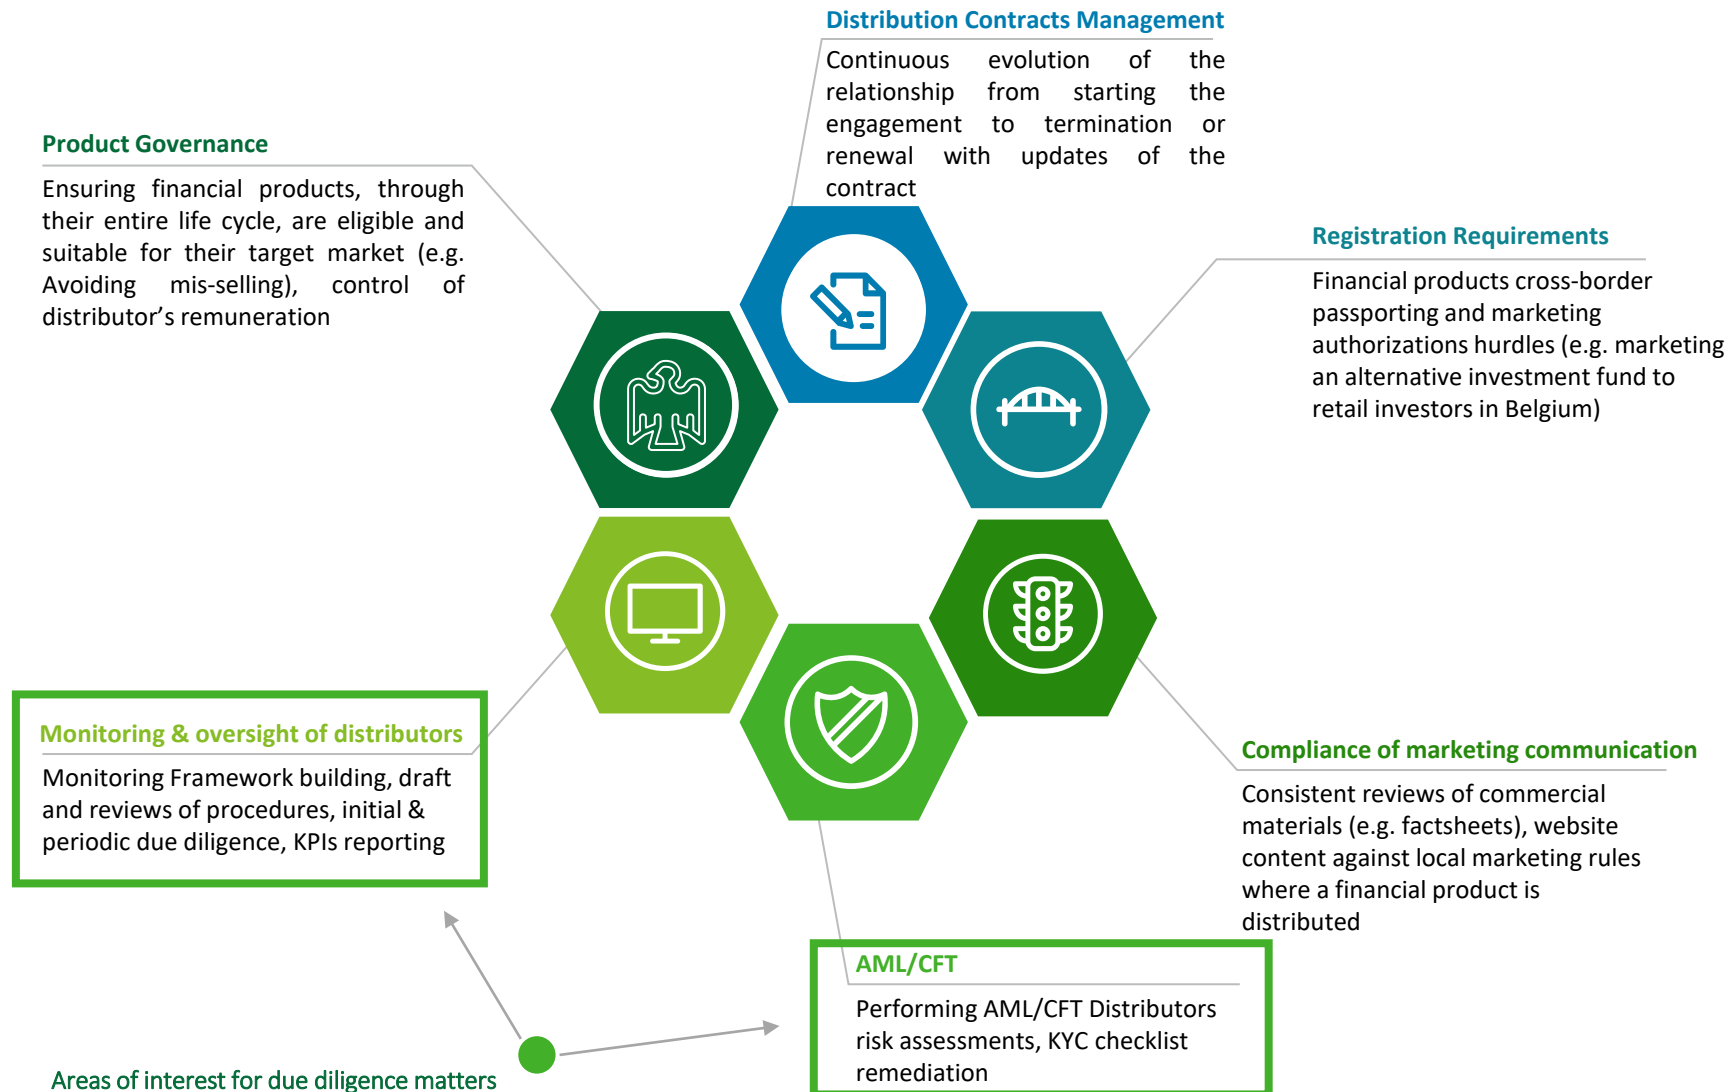 Distribution Contracts Management
Continuous evolution of the
relationship from starting the
engagement to termination or
renewal with updates of the
contract
Product Governance
Ensuring financial products, through
their entire life cycle, are eligible and
suitable for their target market (e.g.
Avoiding mis-selling), control of
distributor’s remuneration
Registration Requirements
Financial products cross-border
passporting and marketing
authorizations hurdles (e.g. marketing
an alternative investment fund to
retail investors in Belgium)
Monitoring & oversight of distributors
Monitoring Framework building, draft
and reviews of procedures, initial &
periodic due diligence, KPIs reporting
Compliance of marketing communication
Consistent reviews of commercial
materials (e.g. factsheets), website
content against local marketing rules
where a financial product is
distributed
AML/CFT
Performing AML/CFT Distributors
risk assessments, KYC checklist
remediation
Areas of interest for due diligence matters